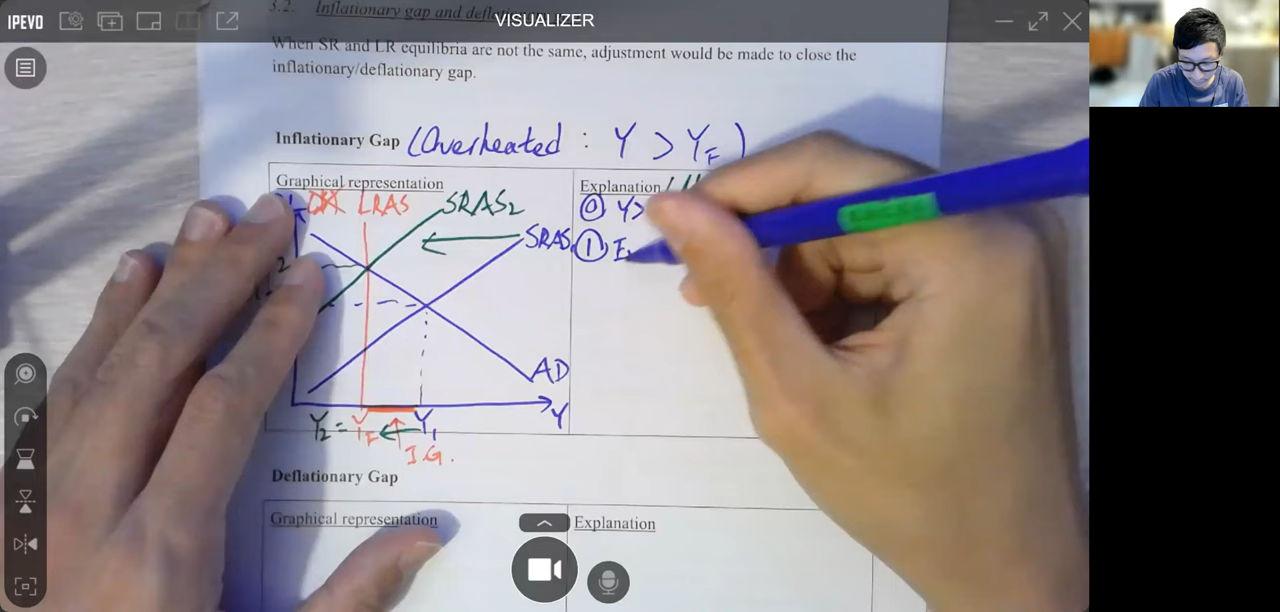 IPEVO
VISUALIZER
3.2. Inflationary gap and
When SR and LR equilibria are not the same, adjustment would be made to close the
inflationary/deflationary gap.
Inflationary Gap (Overheated : Y > YF)
Graphical representation
Explanation
LRAS
SRAS2
SRAS
⓪ Y>
①
2
AD
Y
Y2 = YF
Y1
I.G.
Deflationary Gap
Graphical representation
Explanation